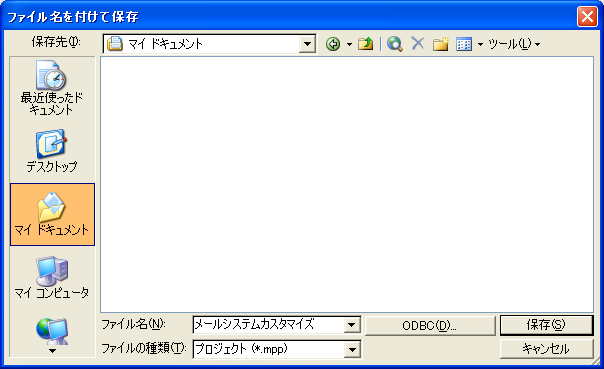 ファイル名を付けて保存
保存先(I):
マイ ドキュメント
ツール(L)
最近使ったド
キュメント
デスクトップ
マイ ドキュメント
マイ コンピュータ
ファイル名(N):
メールシステムカスタマイズ
ODBC(D)...
保存(S)
ファイルの種類(T):
プロジェクト (*.mpp)
キャンセル